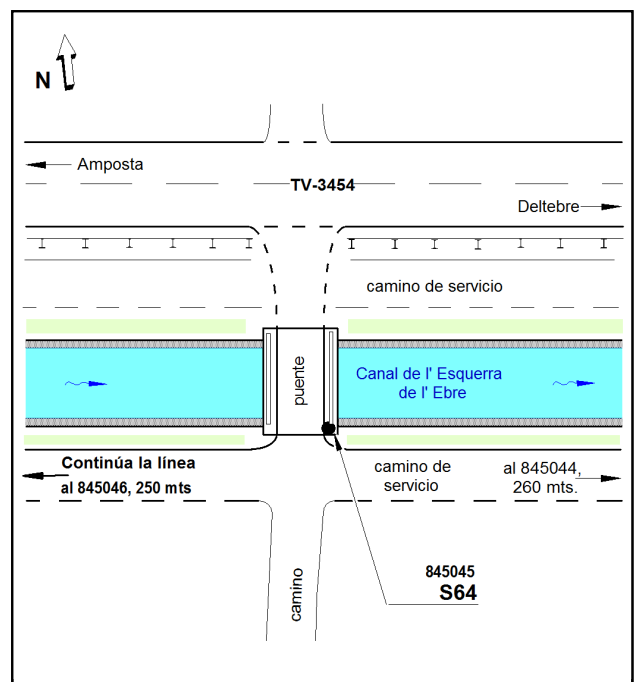 N
Amposta
TV-3454
Deltebre
camino de servicio
puente
Canal de l' Esquerra
de l' Ebre
Continúa la línea
al 845046, 250 mts
camino de
servicio
al 845044,
260 mts.
camino
845045
S64